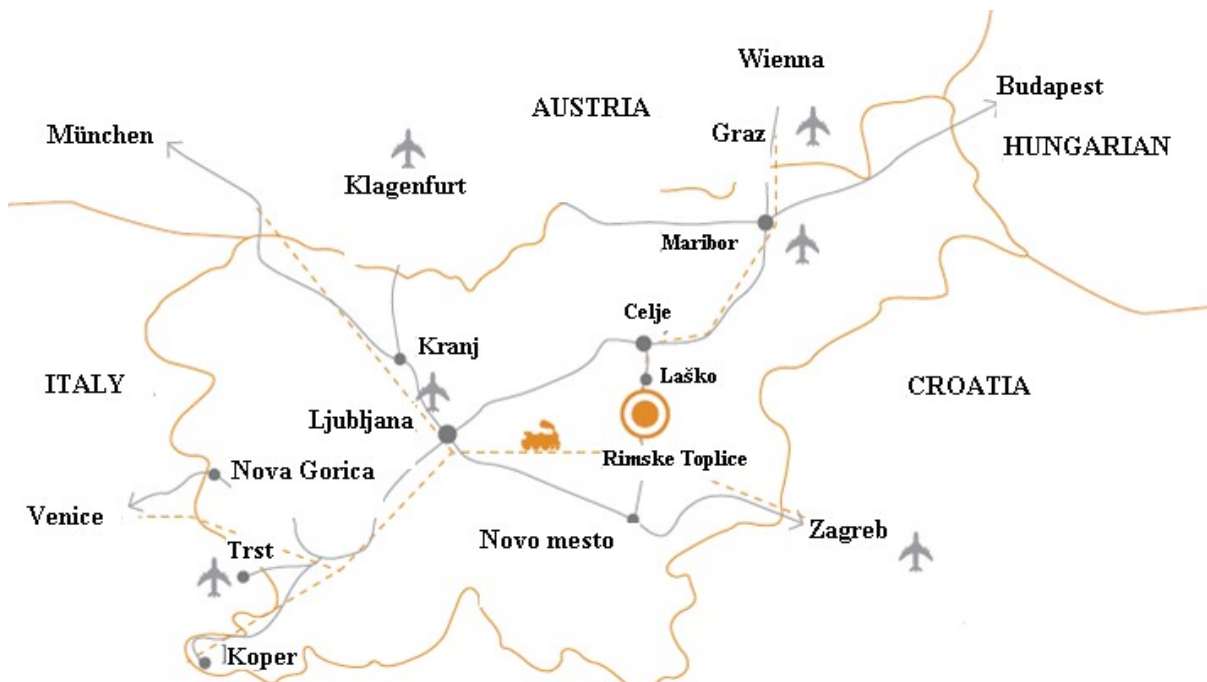 Wienna
Budapest
AUSTRIA
München
Graz
HUNGARIAN
Klagenfurt
Maribor
Celje
Kranj
Laško
ITALY
CROATIA
Ljubljana
Rimske Toplice
Nova Gorica
Venice
Zagreb
Novo mesto
Trst
Koper